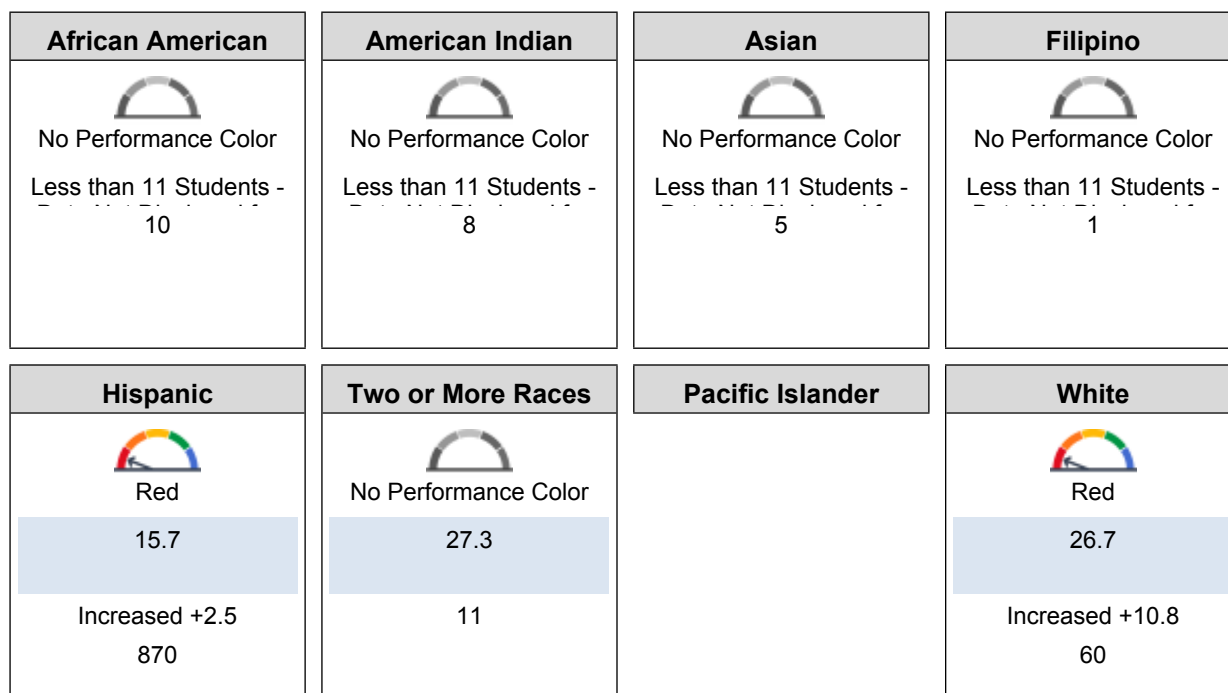 African American
American Indian
Asian
Filipino
No Performance Color
No Performance Color
No Performance Color
No Performance Color
Less than 11 Students -
Less than 11 Students -
Less than 11 Students -
Less than 11 Students -
10
8
5
1
Hispanic
Two or More Races
Pacific Islander
White
Red
No Performance Color
Red
15.7
27.3
26.7
Increased +2.5
11
Increased +10.8
870
60